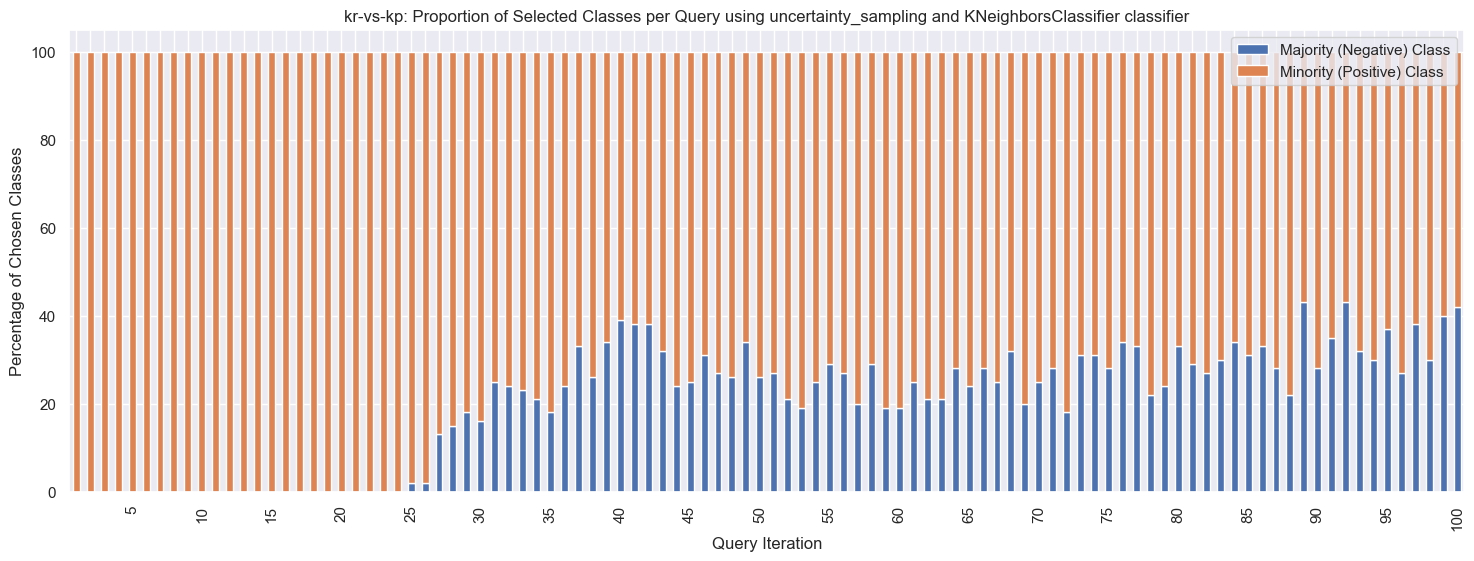 kr-vs-kp: Proportion of Selected Classes per Query using uncertainty_sampling and KNeighborsClassifier classifier
Majority (Negative) Class
Minority (Positive) Class
Percentage of Chosen Classes
100
80
60
40
20
0
5 10 15 20 25 30 35 40 45 50 55 60 65 70 75 80 85 90 95 100
Query Iteration